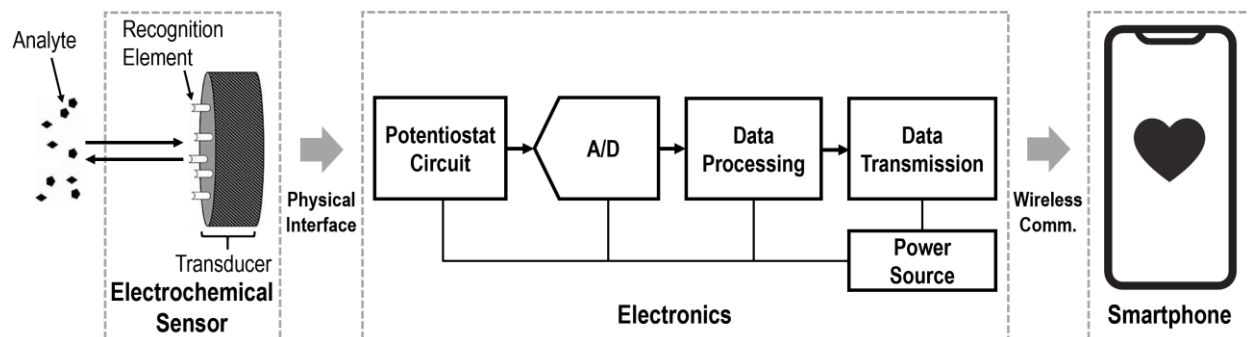 Analyte
Recognition
Element
Transducer
Electrochemical
Sensor
Physical
Interface
Potentiostat
Circuit
A/D
Data
Processing
Data
Transmission
Power
Source
Electronics
Wireless
Comm.
Smartphone